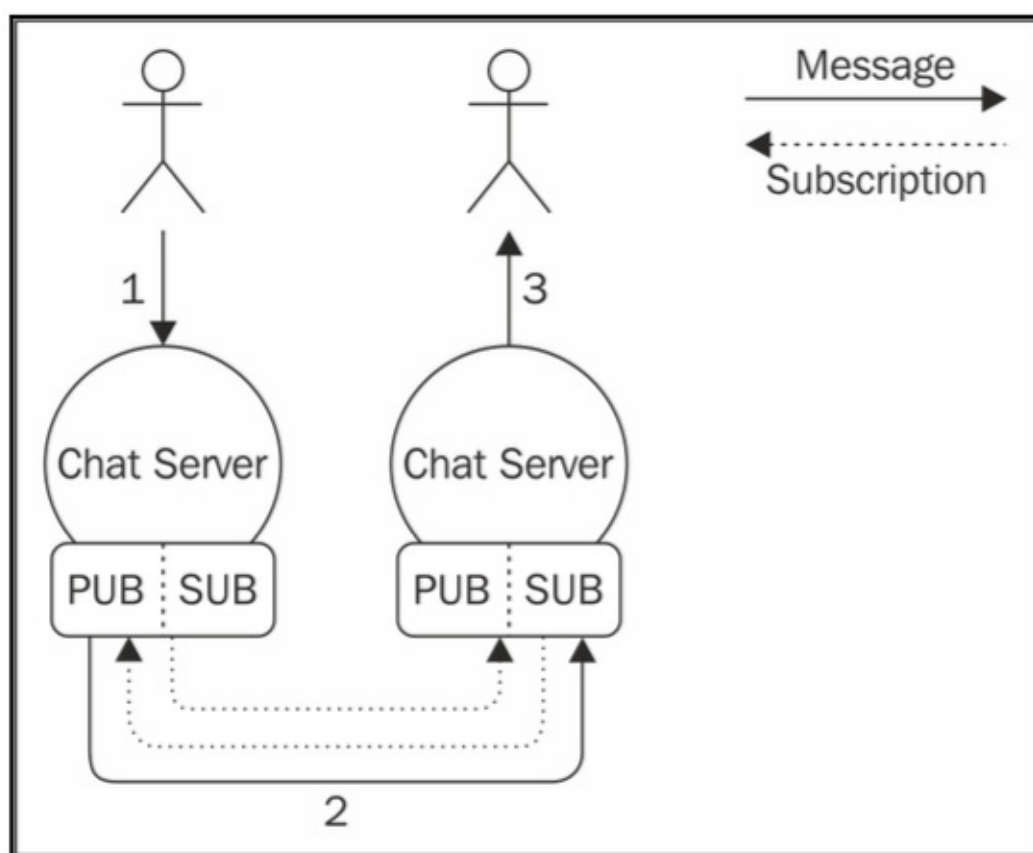 Message
Subscription
1
3
Chat Server
Chat Server
PUB
SUB
PUB
SUB
2